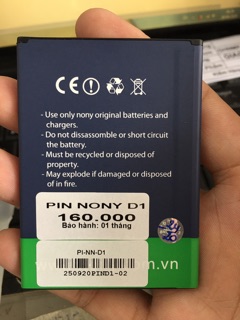 CE
- Use only nony original batteries and
chargers.
- Do not dissassemble or short circuit
the battery.
- Must be recycled or disposed of
property.
- May explode if damaged or disposed of
of in fire.
PIN NONY D1
160.000
Bảo hành: 01 tháng
PI-NN-D1
250920PIND1-02
www.
m.vn